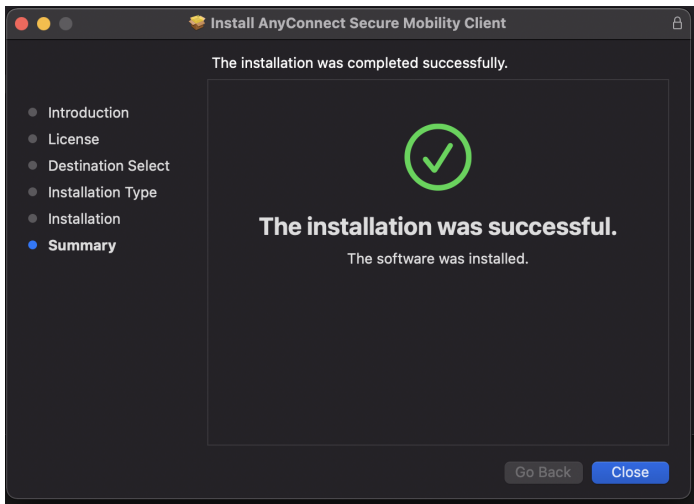 Install AnyConnect Secure Mobility Client
The installation was completed successfully.
Introduction
License
Destination Select
Installation Type
Installation
Summary
The installation was successful.
The software was installed.
Go Back
Close